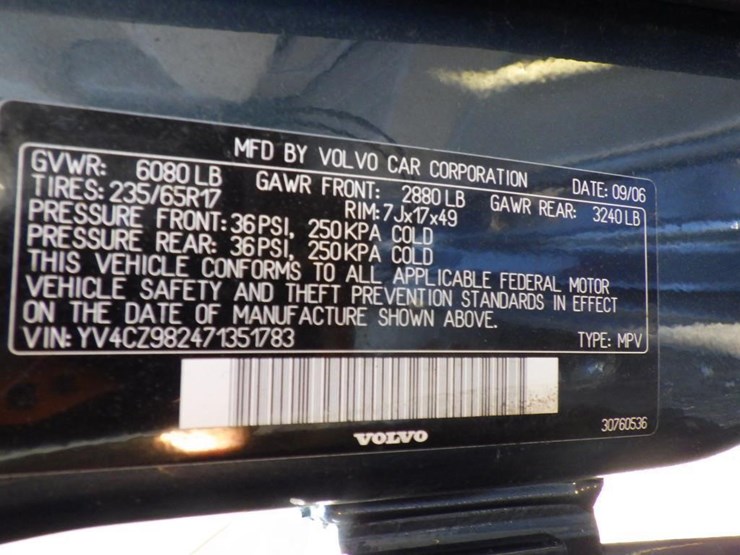 MFD BY VOLVO CAR CORPORATION DATE: 09/06
GVWR: 6080 LB GAWR FRONT: 2880 LB GAWR REAR: 3240 LB
TIRES: 235/65R17 RIM: 7Jx17x49
PRESSURE FRONT: 36 PSI, 250 KPA COLD
PRESSURE REAR: 36 PSI, 250 KPA COLD
THIS VEHICLE CONFORMS TO ALL APPLICABLE FEDERAL MOTOR
VEHICLE SAFETY AND THEFT PREVENTION STANDARDS IN EFFECT
ON THE DATE OF MANUFACTURE SHOWN ABOVE.
VIN: YV4CZ982471351783 TYPE: MPV
30760536
VOLVO